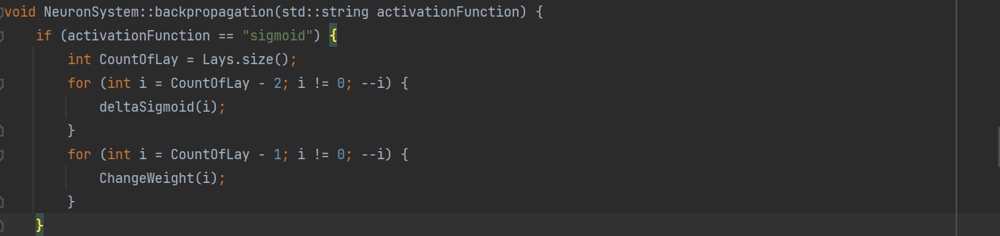 void NeuronSystem::backpropagation(std::string activationFunction) {
    if (activationFunction == "sigmoid") {
        int CountOfLay = Lays.size();
        for (int i = CountOfLay - 2; i != 0; --i) {
            deltaSigmoid(i);
        }
        for (int i = CountOfLay - 1; i != 0; --i) {
            ChangeWeight(i);
        }
    }